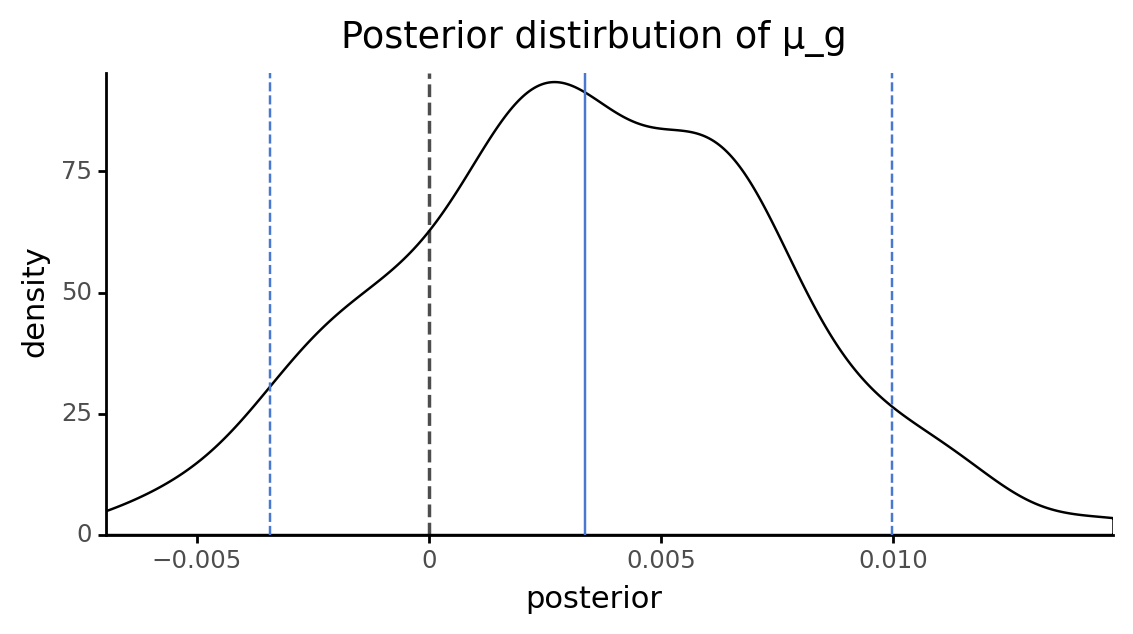 Posterior distirbution of μ_g
density
75
50
25
0
−0.005
0
0.005
0.010
posterior